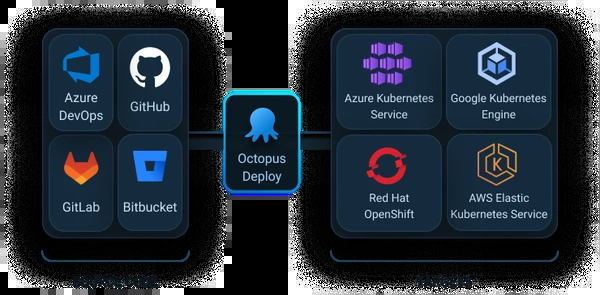 Azure
DevOps
GitHub
GitLab
Bitbucket
Octopus
Deploy
Azure Kubernetes
Service
Google Kubernetes
Engine
Red Hat
OpenShift
AWS Elastic
Kubernetes Service